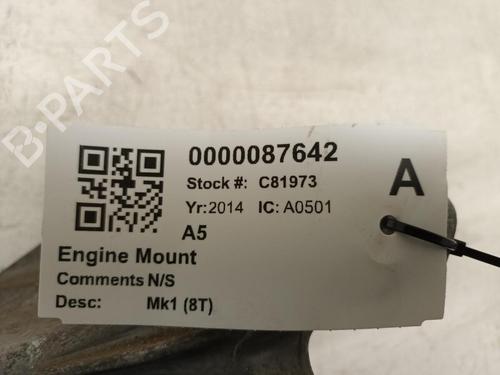 B-PARTS
0000087642
Stock #: C81973
A
Yr:2014 IC: A0501
A5
Engine Mount
Comments N/S
Desc: Mk1 (8T)